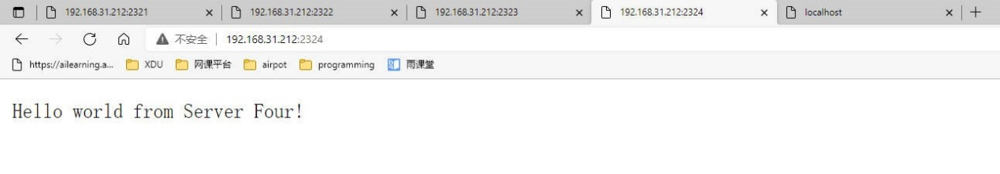 192.168.31.212:2321 192.168.31.212:2322 192.168.31.212:2323 192.168.31.212:2324 localhost
不安全 192.168.31.212:2324
https://ailearning.a... XDU 网课平台 airpot programming 雨课堂
Hello world from Server Four!